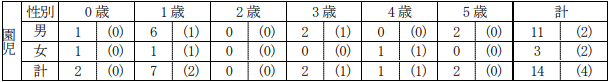 園児 性別 0歳 1歳 2歳 3歳 4歳 5歳 計
男 1 (0) 6 (1) 0 (0) 2 (1) 0 (0) 2 (0) 11 (2)
女 1 (0) 1 (1) 0 (0) 0 (0) 1 (1) 0 (0) 3 (2)
計 2 (0) 7 (2) 0 (0) 2 (1) 1 (1) 2 (0) 14 (4)